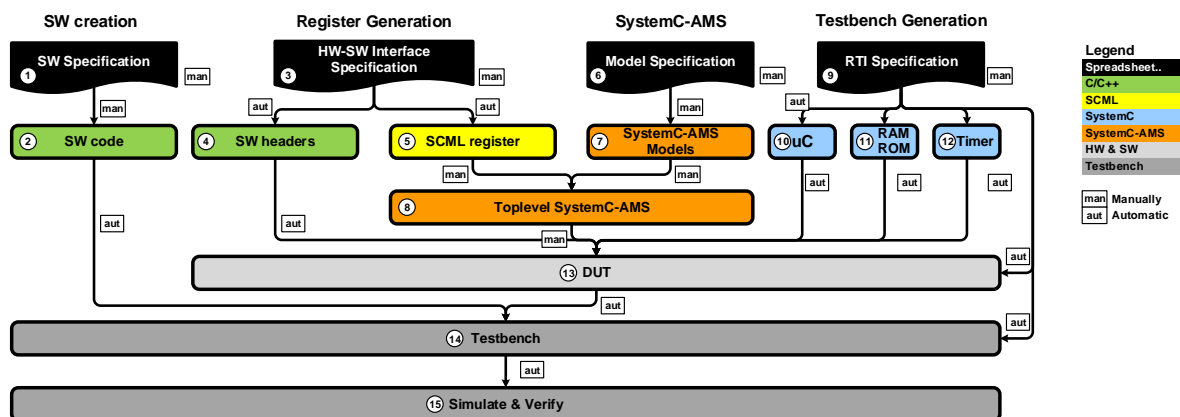 SW creation
Register Generation
SystemC-AMS
Testbench Generation
1
SW Specification
man
3
HW-SW Interface
Specification
man
6
Model Specification
man
9
RTI Specification
man
Legend
Spreadsheet..
C/C++
SCML
SystemC
SystemC-AMS
HW & SW
Testbench
man Manually
aut Automatic
man
aut
aut
man
aut
2
SW code
4
SW headers
5
SCML register
7
SystemC-AMS
Models
10
uC
11
RAM
ROM
12
Timer
man
man
aut
aut
aut
8
Toplevel SystemC-AMS
aut
aut
man
13
DUT
aut
aut
aut
14
Testbench
aut
15
Simulate & Verify